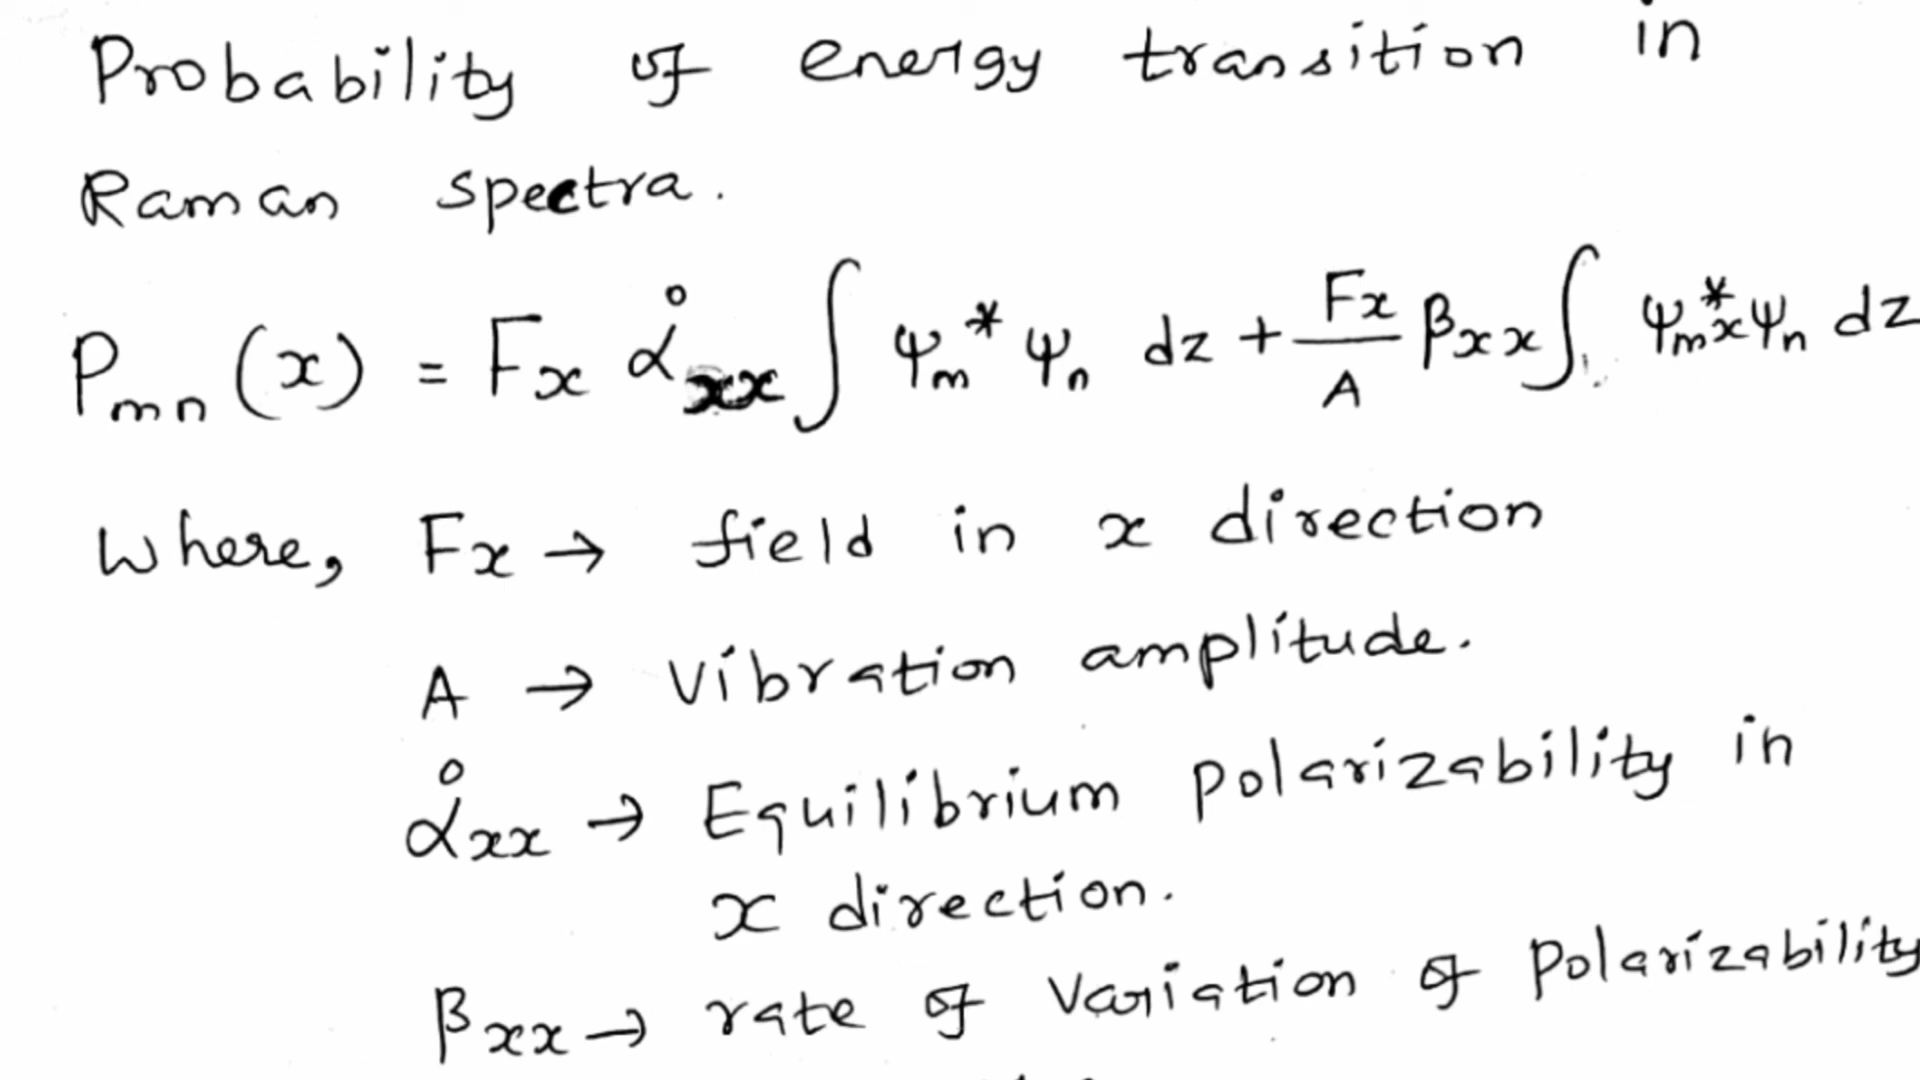 Probability of energy transition in
Raman spectra.
Pmn (x) = Fx α°xx ∫ ψm* ψn dz + Fx/A βxx ∫ ψm* x ψn dz
Where, Fx → field in x direction
A → Vibration amplitude.
α°xx → Equilibrium polarizability in
x direction.
βxx → rate of variation of polarizability